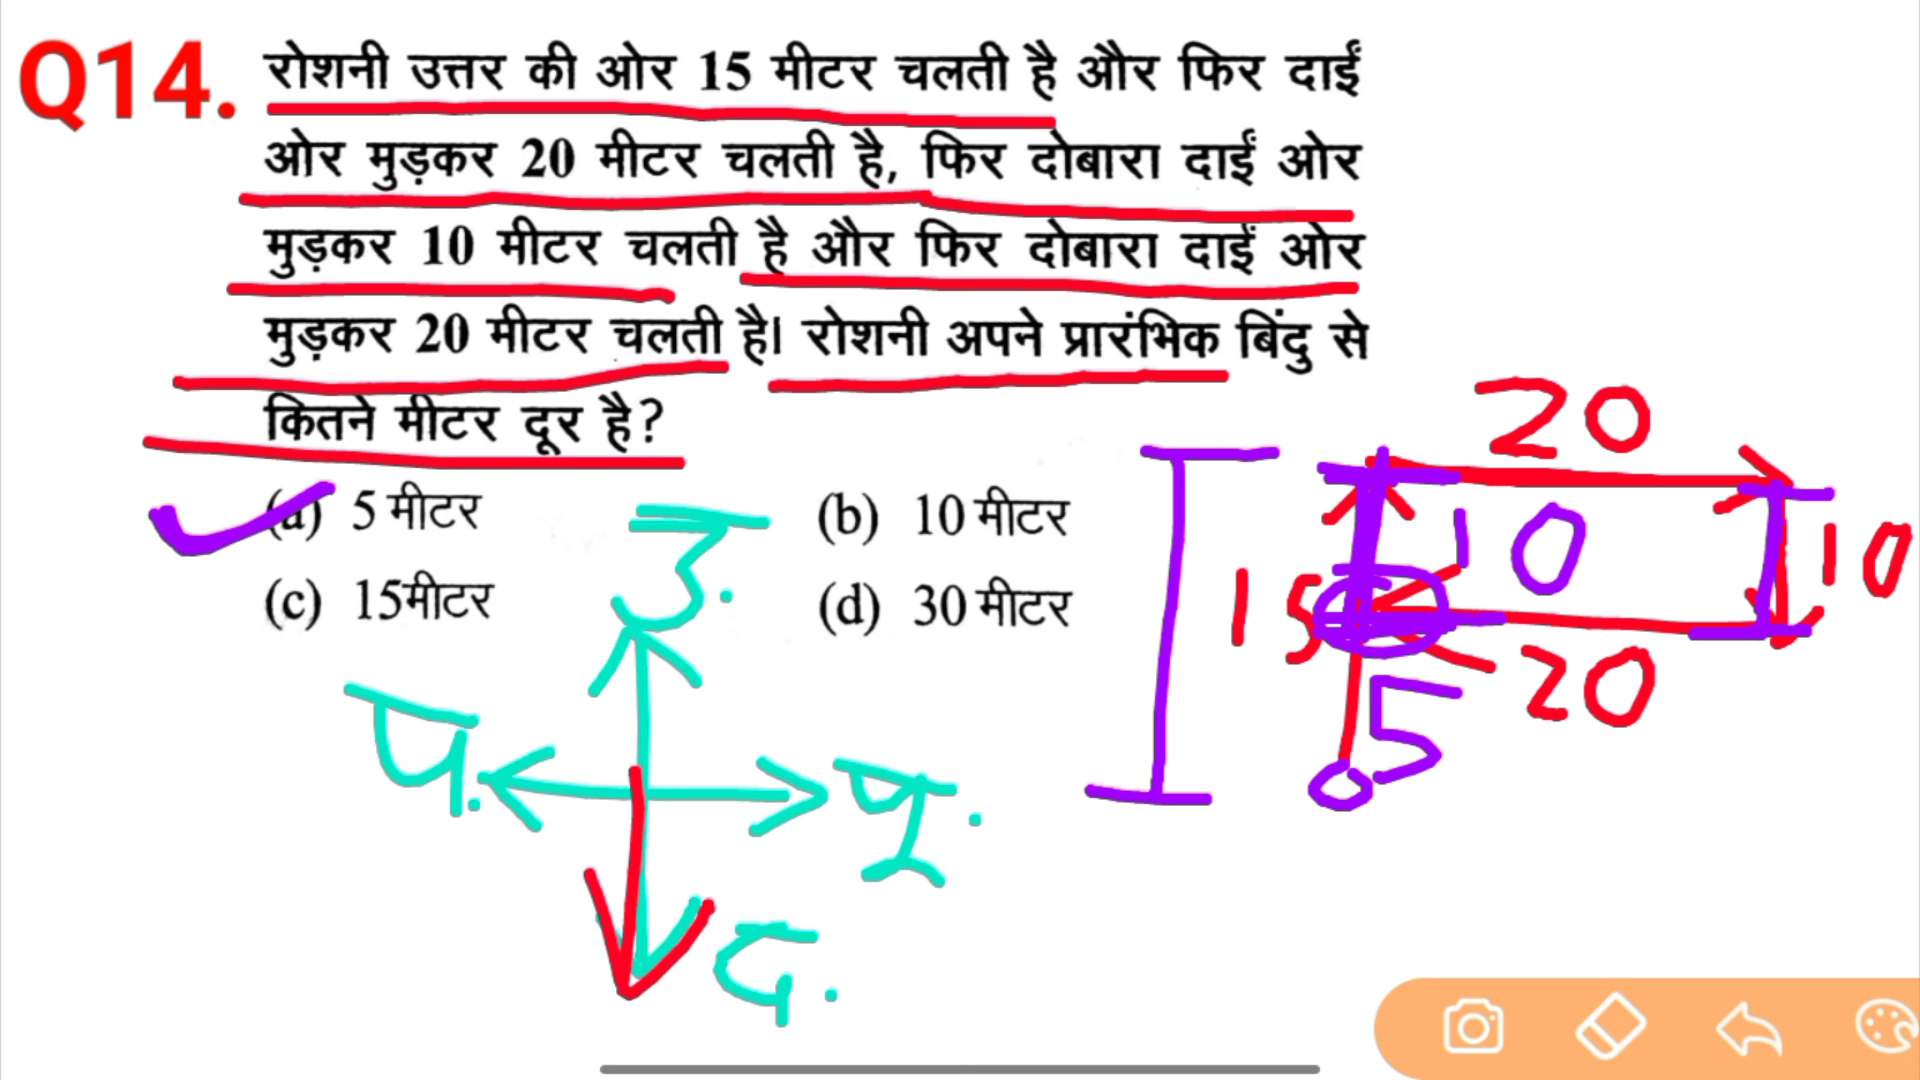 Q14. रोशनी उत्तर की ओर 15 मीटर चलती है और फिर दाईं
ओर मुड़कर 20 मीटर चलती है, फिर दोबारा दाईं ओर
मुड़कर 10 मीटर चलती है और फिर दोबारा दाईं ओर
मुड़कर 20 मीटर चलती है। रोशनी अपने प्रारंभिक बिंदु से
कितने मीटर दूर है?
(a) 5 मीटर (b) 10 मीटर
(c) 15मीटर (d) 30 मीटर
20
10
10
15
20
5
उ.
प.
पू.
द.